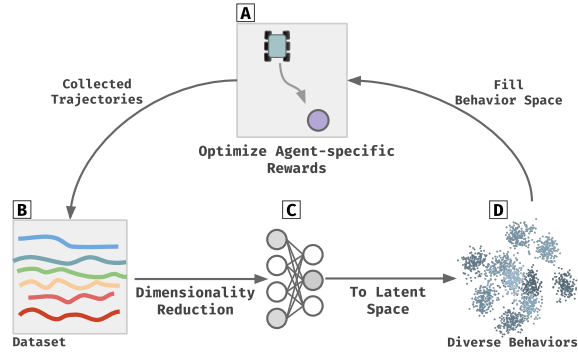 A
Collected
Trajectories
Fill
Behavior Space
Optimize Agent-specific
Rewards
B
C
D
Dimensionality
Reduction
To Latent
Space
Dataset
Diverse Behaviors